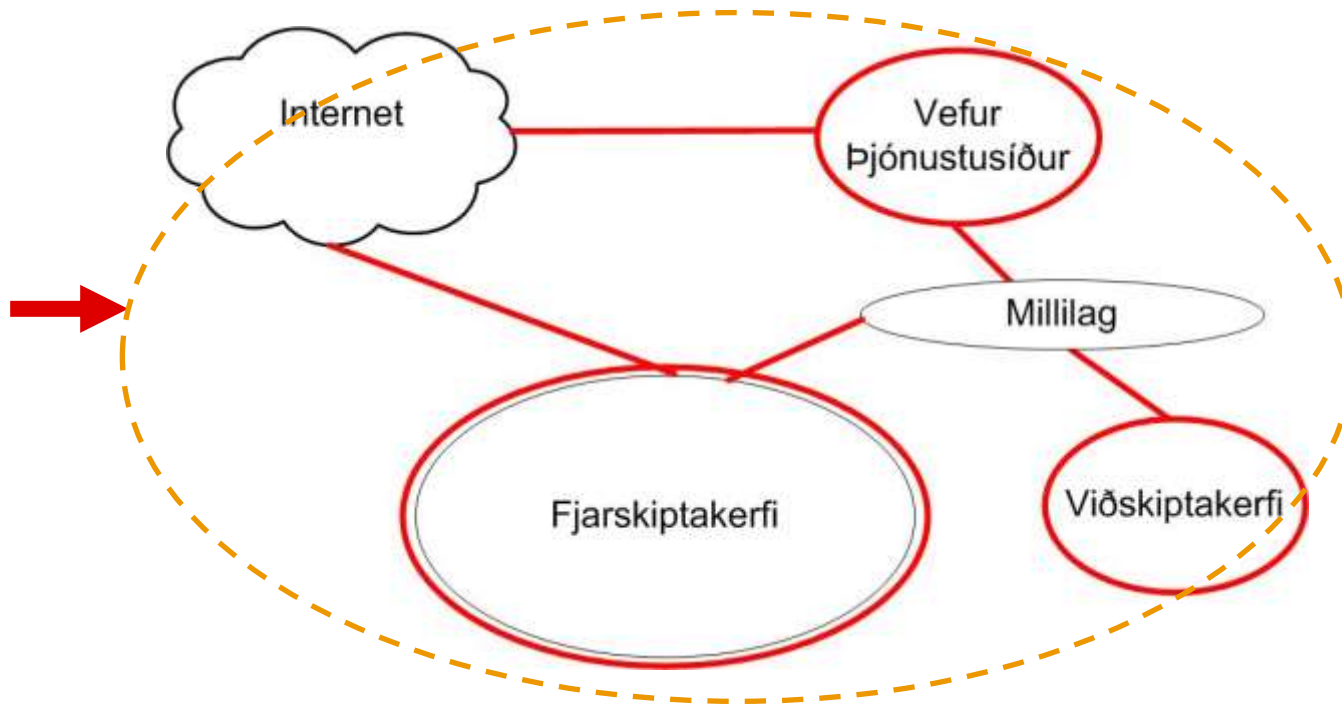 Internet
Vefur
Þjónustusíður
Millilag
Fjarskiptakerfi
Viðskiptakerfi